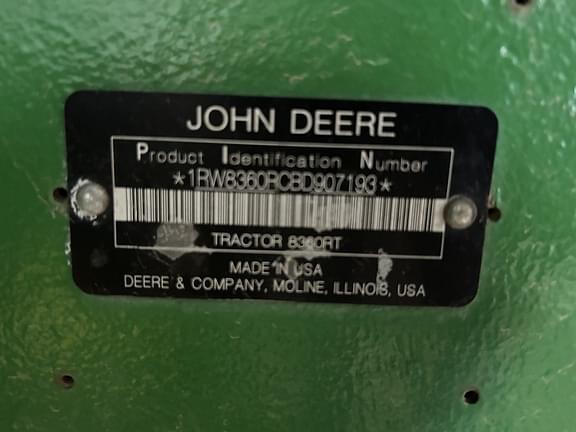 JOHN DEERE
Product Identification Number
*1RW8360RCBD907193*
TRACTOR 8360RT
MADE IN USA
DEERE & COMPANY, MOLINE, ILLINOIS, USA